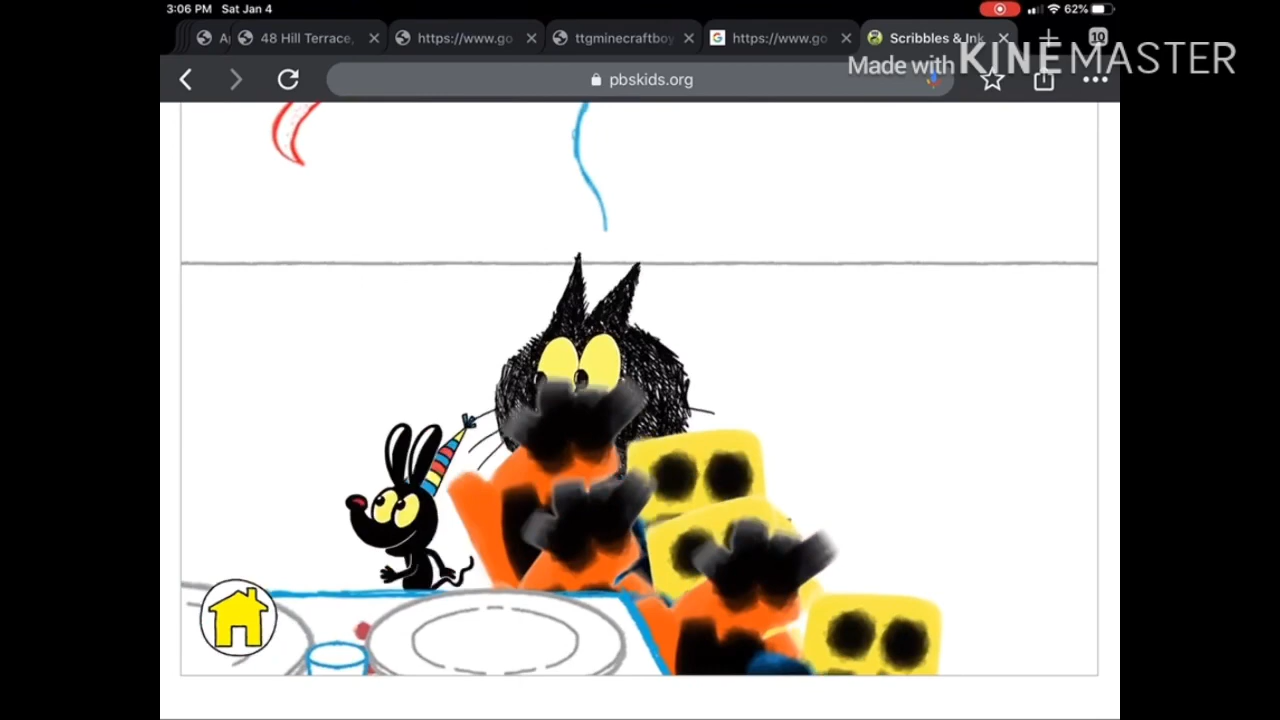 3:06 PM Sat Jan 4 62%
48 Hill Terrace, https://www.go ttgminecraftboy https://www.go Scribbles & Ink 10
Made with KINEMASTER
pbskids.org